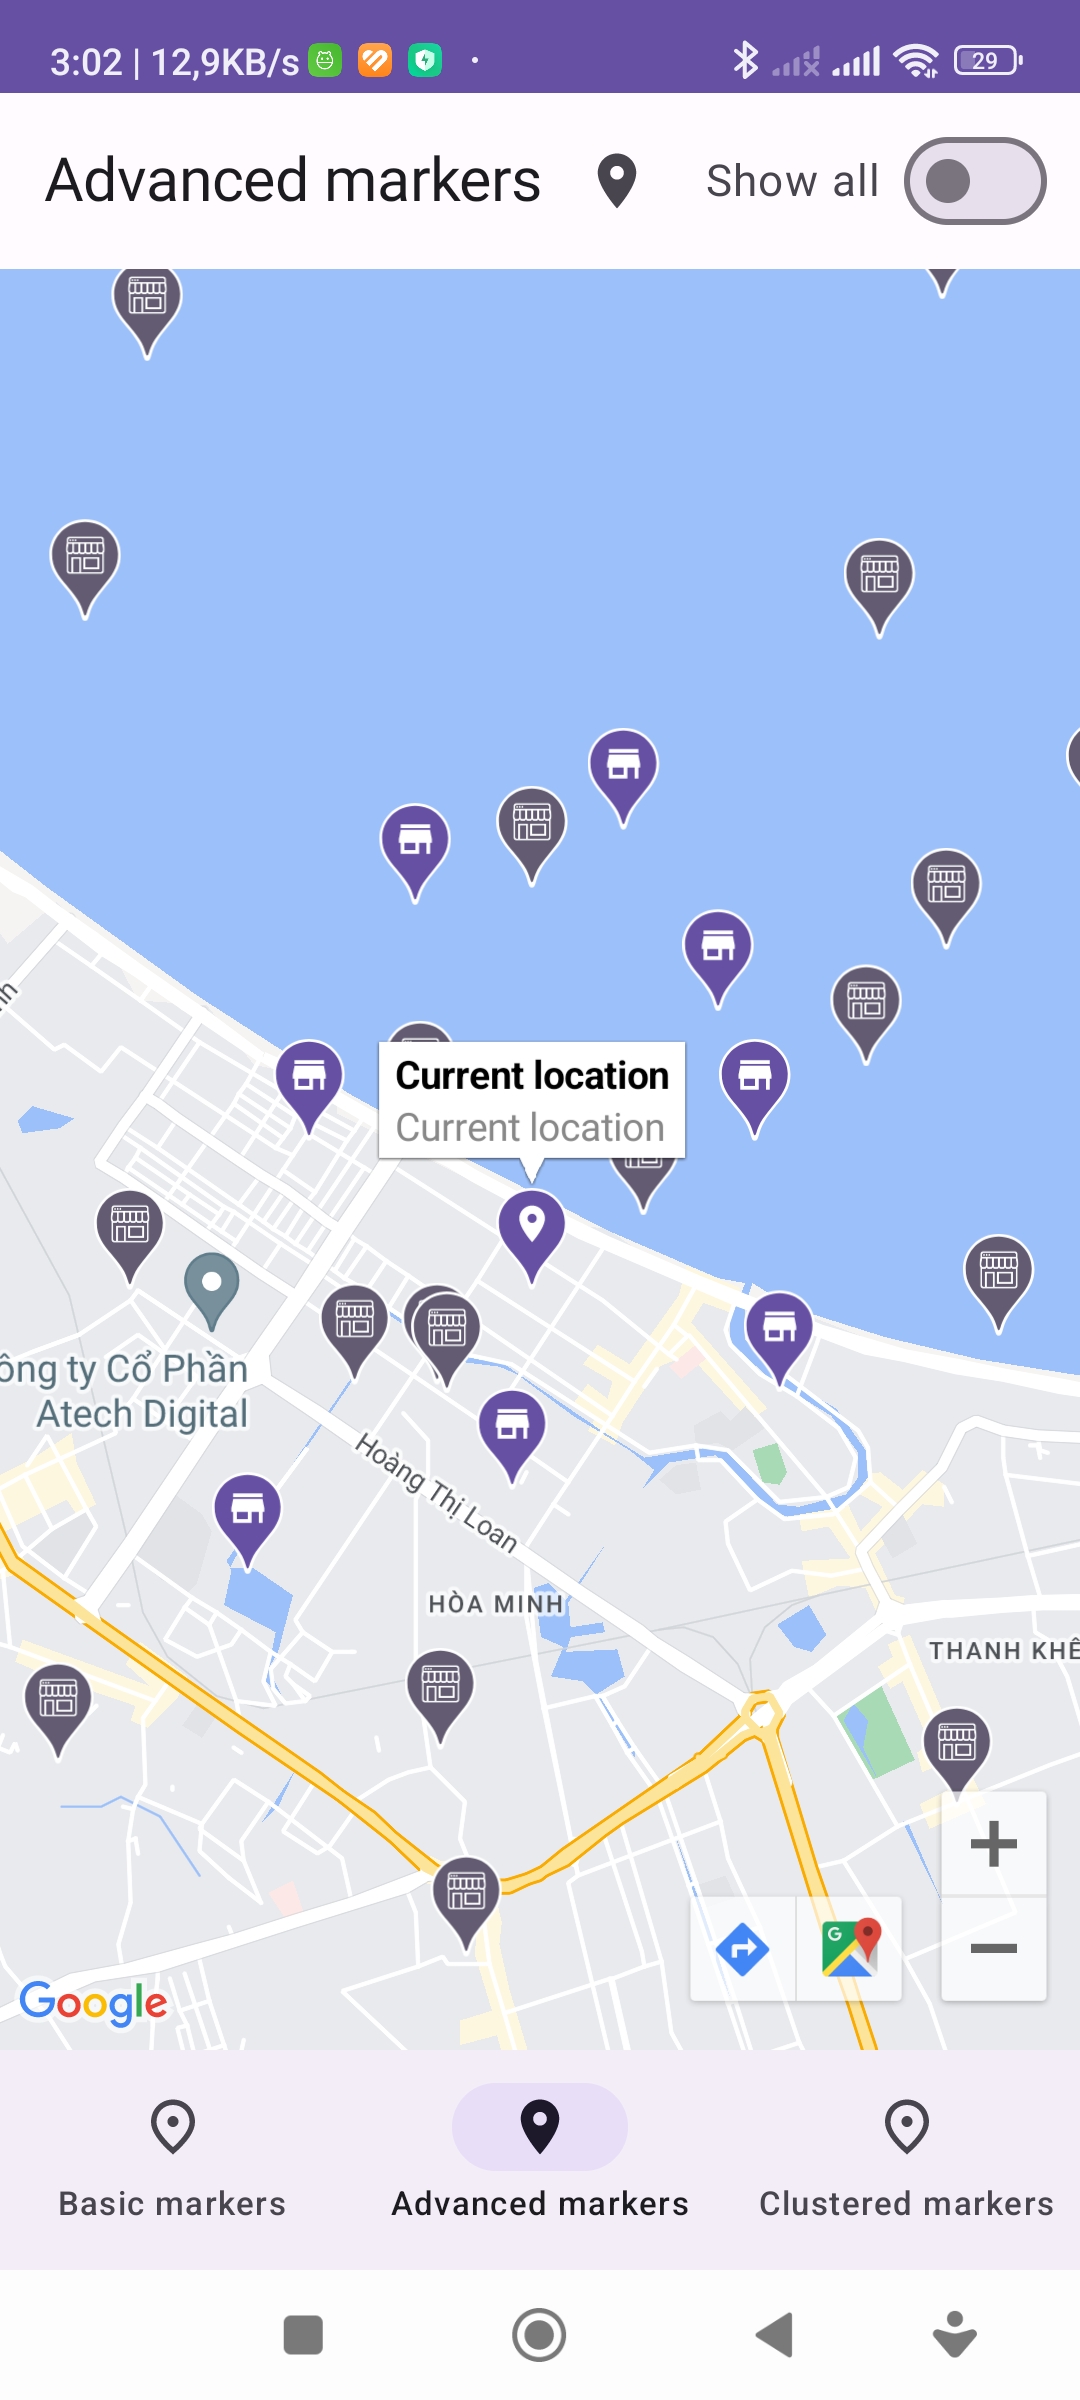 3:02 | 12,9KB/s
29
Advanced markers
Show all
Current location
Current location
ông ty Cổ Phần
Atech Digital
Hoàng Thị Loan
HÒA MINH
THANH KHÊ
G
Google
Basic markers
Advanced markers
Clustered markers